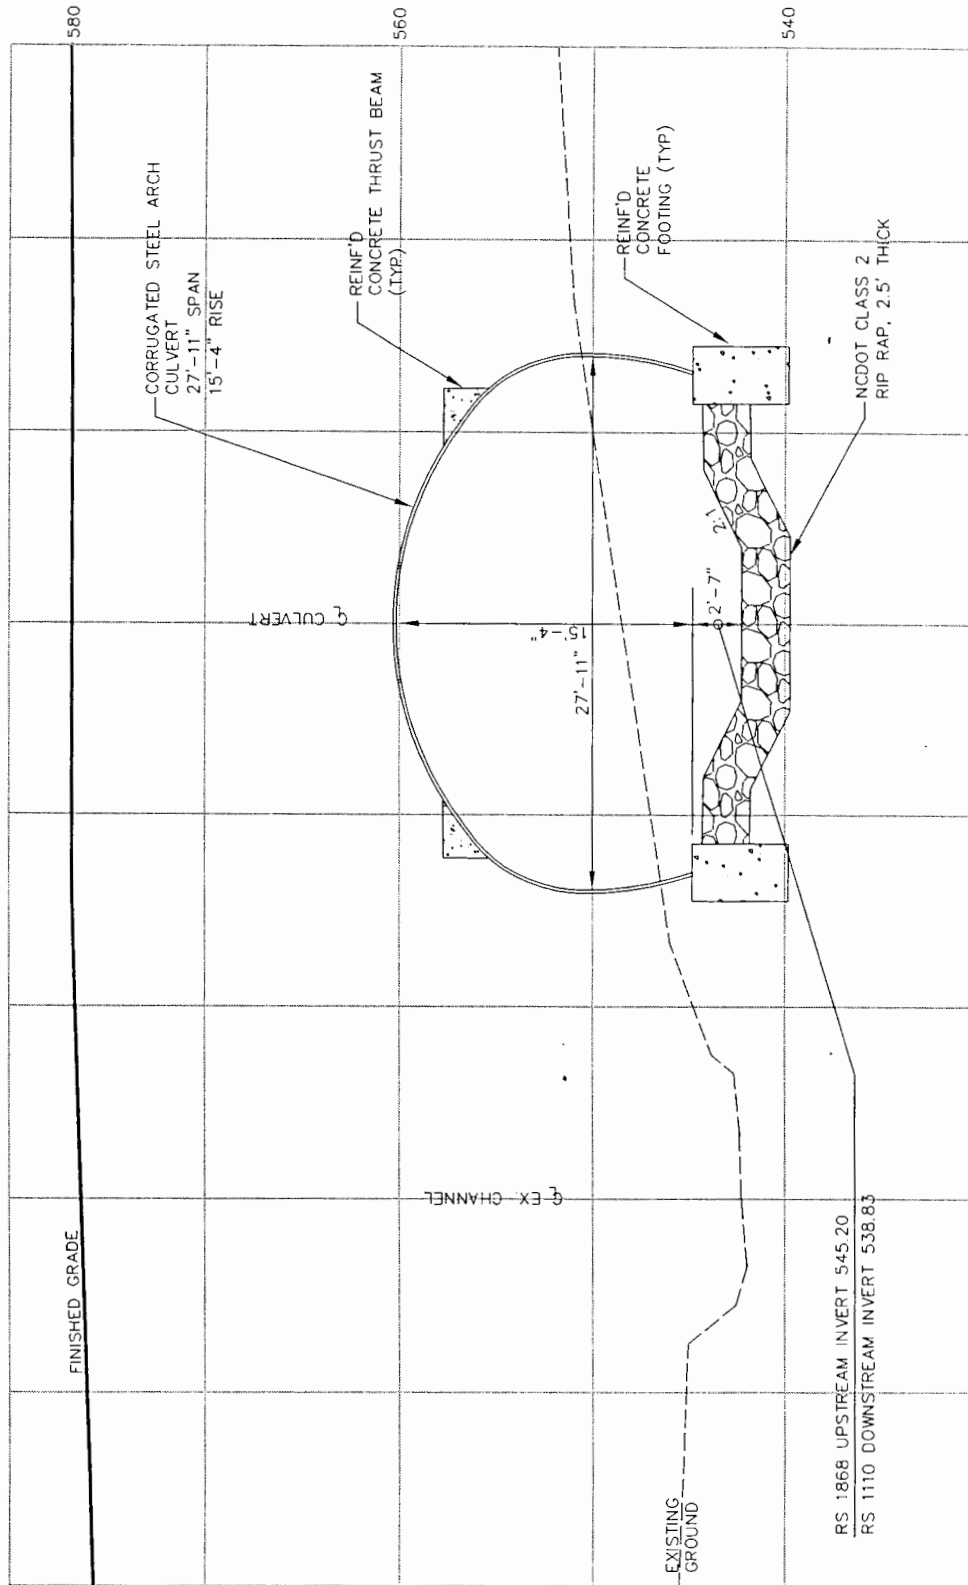 580
560
540
CORRUGATED STEEL ARCH
CULVERT
27'-11" SPAN
15'-4" RISE
REINF'D
CONCRETE THRUST BEAM
(TYP.)
REINF'D
CONCRETE
FOOTING (TYP)
NCDOT CLASS 2
RIP RAP, 2.5' THICK
℄ CULVERT
15'-4"
27'-11"
2'-7"
2:1
FINISHED GRADE
℄ EX. CHANNEL
EXISTING
GROUND
RS 1868 UPSTREAM INVERT 545.20
RS 1110 DOWNSTREAM INVERT 538.83